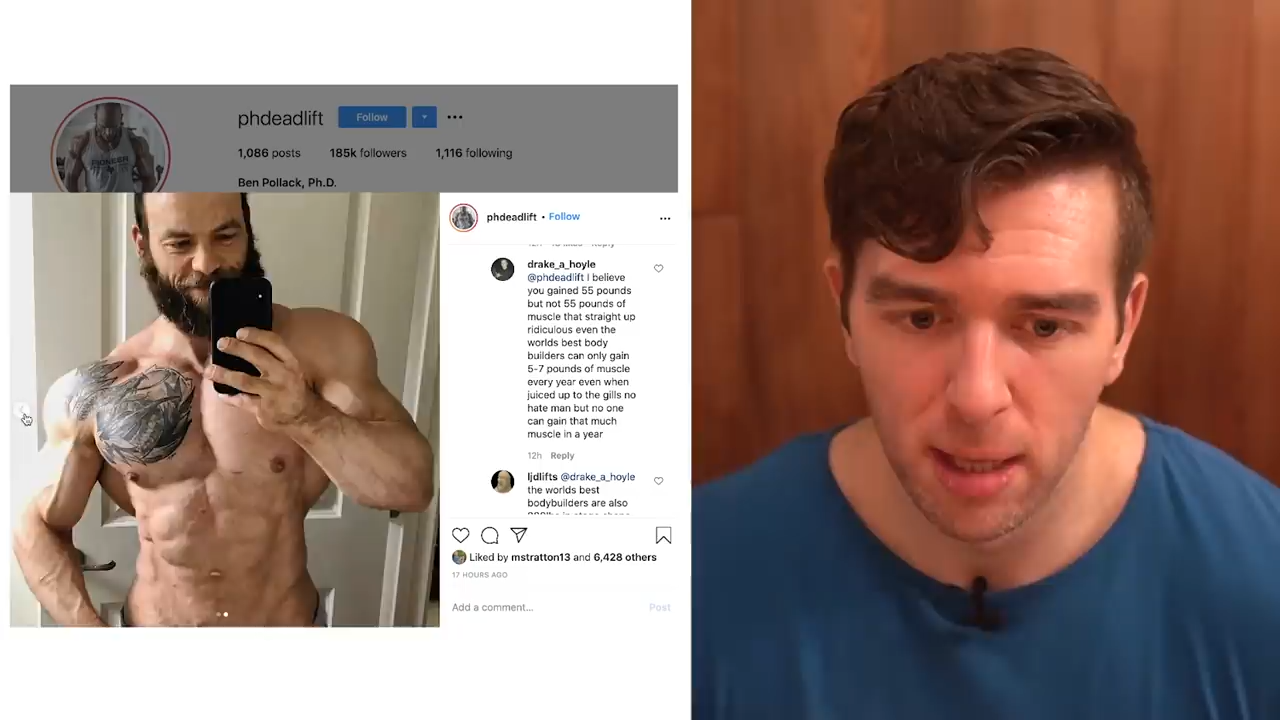 phdeadlift Follow
1,086 posts 185k followers 1,116 following
Ben Pollack, Ph.D.
PIONEER
phdeadlift • Follow
drake_a_hoyle
@phdeadlift I believe
you gained 55 pounds
but not 55 pounds of
muscle that straight up
ridiculous even the
worlds best body
builders can only gain
5-7 pounds of muscle
every year even when
juiced up to the gills no
hate man but no one
can gain that much
muscle in a year
12h Reply
ljdlifts @drake_a_hoyle
the worlds best
bodybuilders are also
Liked by mstratton13 and 6,428 others
17 HOURS AGO
Add a comment... Post